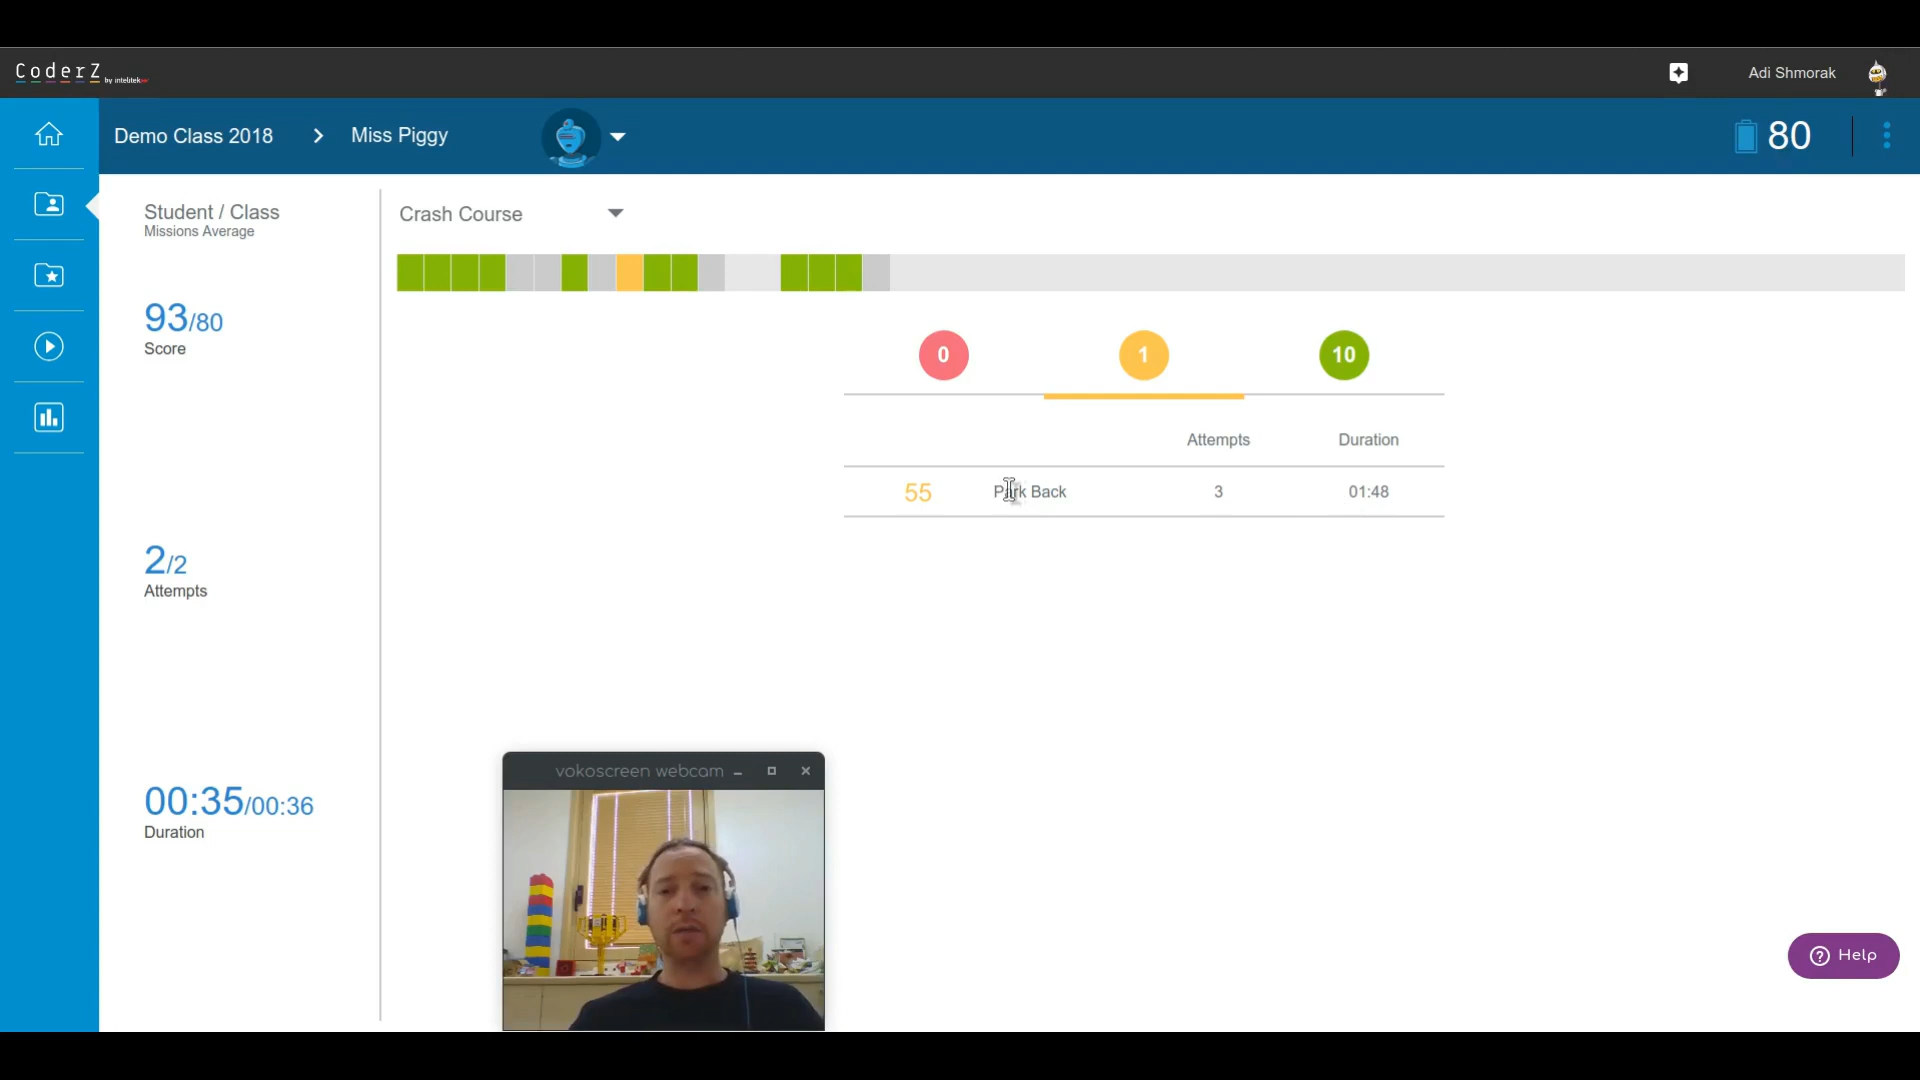 CoderZ by intelitek
Adi Shmorak
Demo Class 2018 > Miss Piggy
80
Student / Class
Missions Average
Crash Course
93/80
Score
0
1
10
Attempts Duration
55 Park Back 3 01:48
2/2
Attempts
vokoscreen webcam
00:35/00:36
Duration
Help